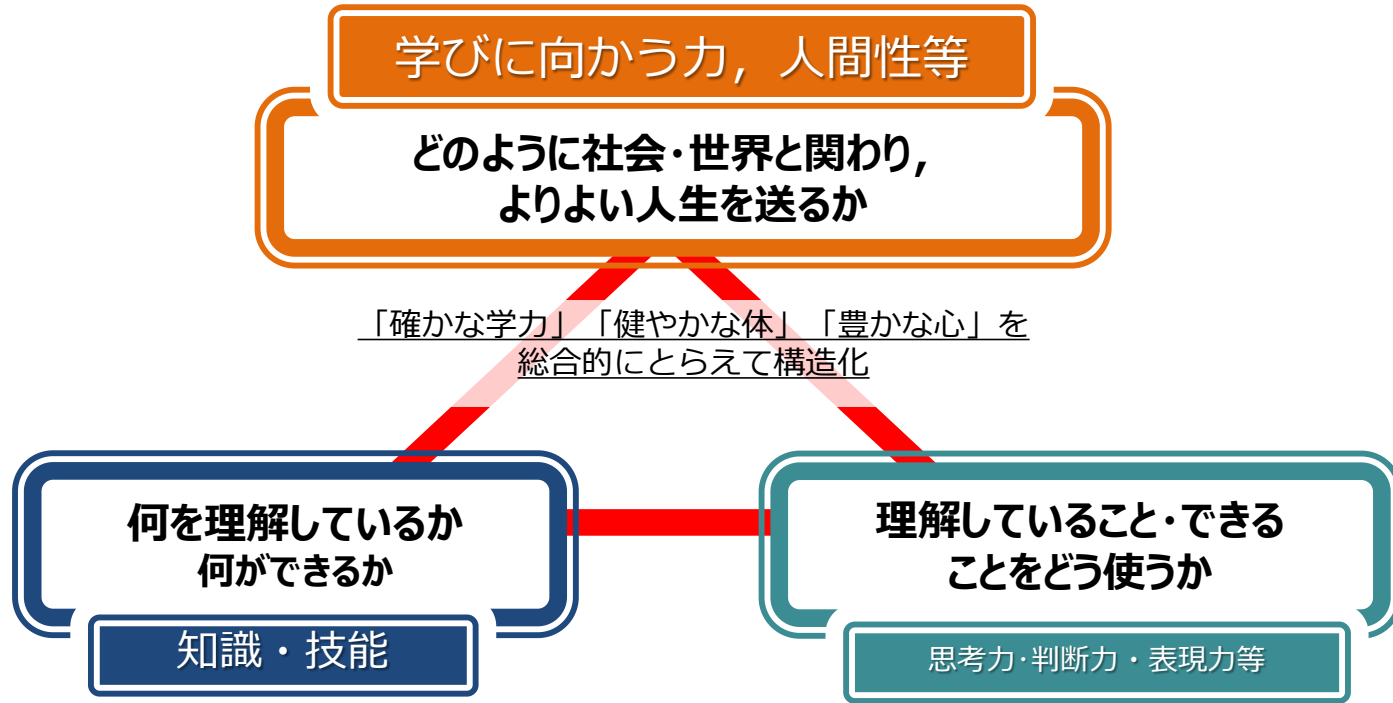 学びに向かう力，人間性等
どのように社会・世界と関わり，
よりよい人生を送るか
「確かな学力」「健やかな体」「豊かな心」を
総合的にとらえて構造化
何を理解しているか
何ができるか
知識・技能
理解していること・できる
ことをどう使うか
思考力・判断力・表現力等